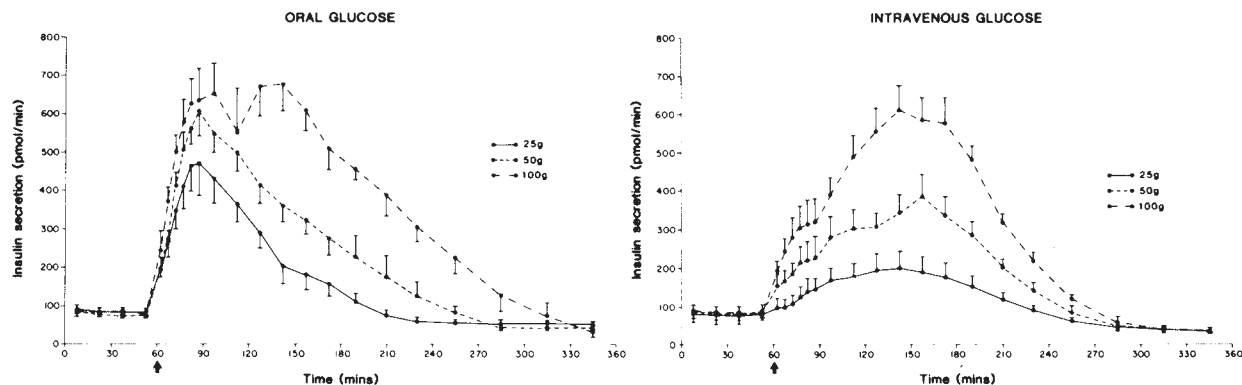 ORAL GLUCOSE
800
700
600
500
400
300
200
100
0
Insulin secretion (pmol/min)
25g
50g
100g
0 30 60 90 120 150 180 210 240 270 300 330 360
Time (mins)
INTRAVENOUS GLUCOSE
800
700
600
500
400
300
200
100
0
Insulin secretion (pmol/min)
25g
50g
100g
0 30 60 90 120 150 180 210 240 270 300 330 360
Time (mins)